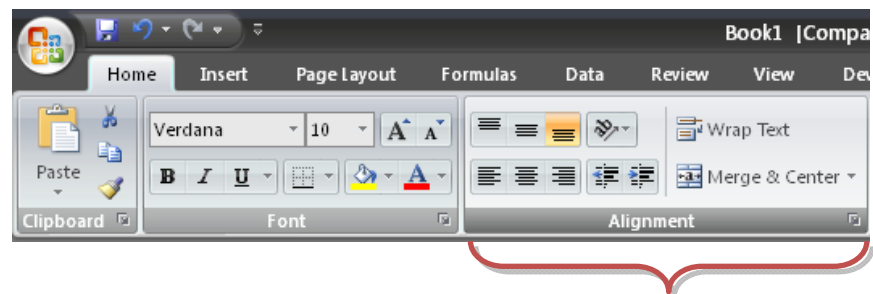 Book1 [Compa
Home Insert Page Layout Formulas Data Review View Dev
Verdana 10 A A Wrap Text
Paste B I U A Merge & Center
Clipboard Font Alignment